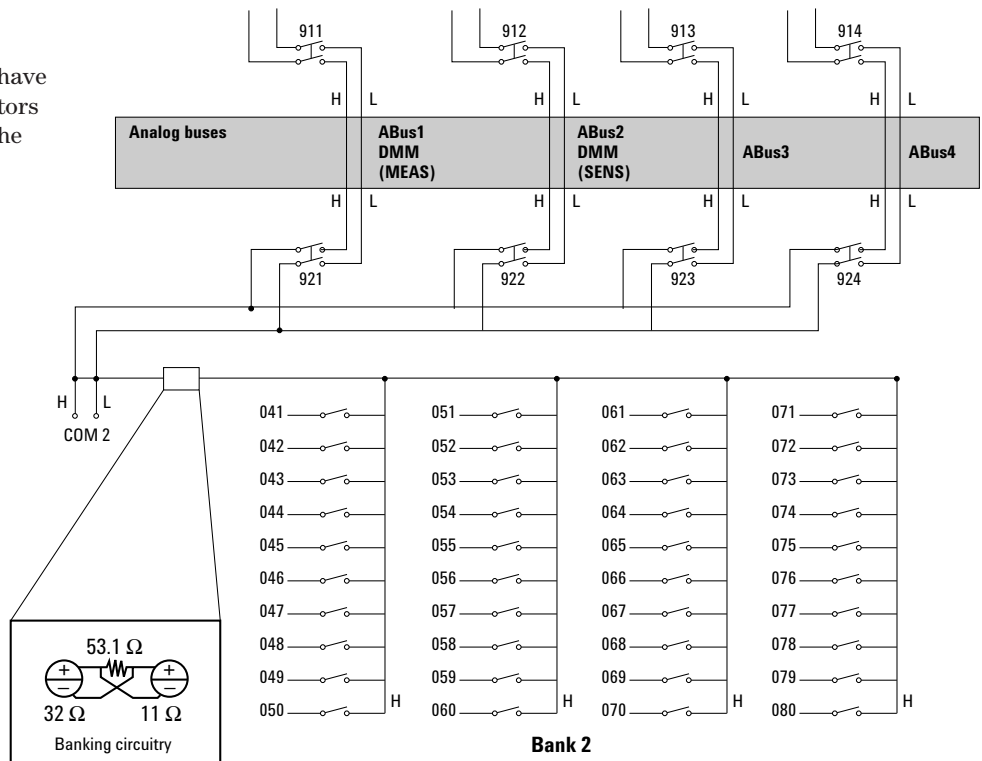 have
tors
he
911 912 913 914
H L H L H L H L
Analog buses ABus1 ABus2 ABus3 ABus4
DMM DMM
(MEAS) (SENS)
H L H L H L H L
921 922 923 924
H L
COM 2
041 051 061 071
042 052 062 072
043 053 063 073
044 054 064 074
045 055 065 075
046 056 066 076
047 057 067 077
048 058 068 078
049 059 069 079
050 H 060 H 070 H 080 H
53.1 Ω
+ +
– –
32 Ω 11 Ω
Banking circuitry
Bank 2